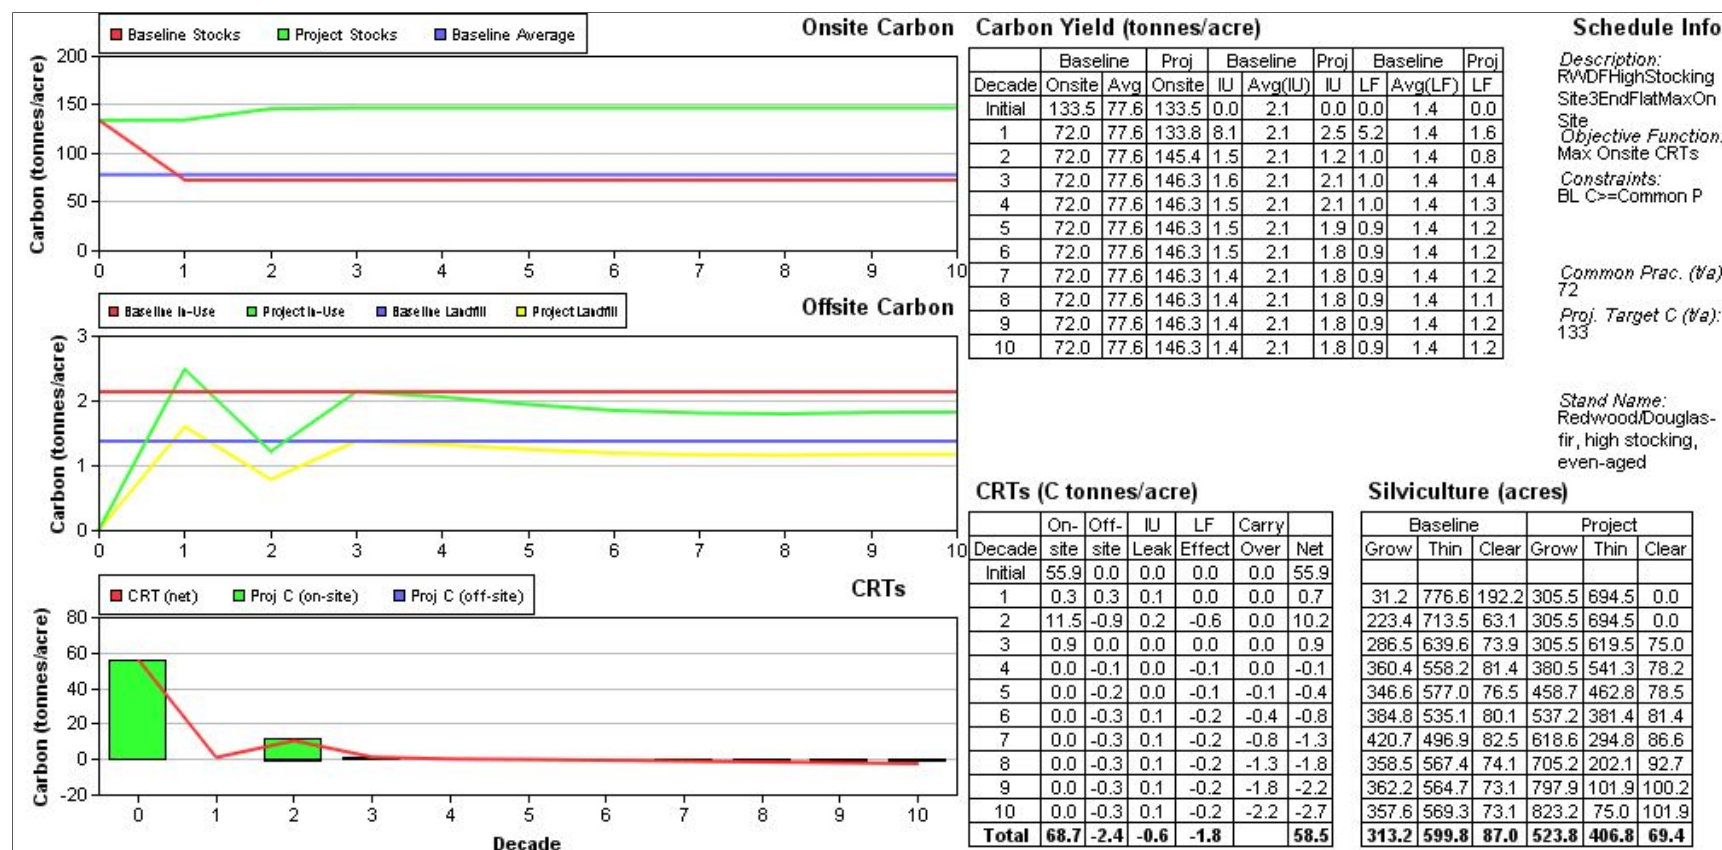 Onsite Carbon
Baseline Stocks Project Stocks Baseline Average
Carbon (tonnes/acre)
200
150
100
50
0
0 1 2 3 4 5 6 7 8 9 10
Offsite Carbon
Baseline In-Use Project In-Use Baseline Landfill Project Landfill
Carbon (tonnes/acre)
3
2
1
0
0 1 2 3 4 5 6 7 8 9 10
CRTs
CRT (net) Proj C (on-site) Proj C (off-site)
Carbon (tonnes/acre)
80
60
40
20
0
-20
0 1 2 3 4 5 6 7 8 9 10
Decade
Carbon Yield (tonnes/acre)
Baseline Proj Baseline Proj Baseline Proj
Decade Onsite Avg Onsite IU Avg(IU) IU LF Avg(LF) LF
Initial 133.5 77.6 133.5 0.0 2.1 0.0 0.0 1.4 0.0
1 72.0 77.6 133.8 8.1 2.1 2.5 5.2 1.4 1.6
2 72.0 77.6 145.4 1.5 2.1 1.2 1.0 1.4 0.8
3 72.0 77.6 146.3 1.6 2.1 2.1 1.0 1.4 1.4
4 72.0 77.6 146.3 1.5 2.1 2.1 1.0 1.4 1.3
5 72.0 77.6 146.3 1.5 2.1 1.9 0.9 1.4 1.2
6 72.0 77.6 146.3 1.5 2.1 1.8 0.9 1.4 1.2
7 72.0 77.6 146.3 1.4 2.1 1.8 0.9 1.4 1.2
8 72.0 77.6 146.3 1.4 2.1 1.8 0.9 1.4 1.1
9 72.0 77.6 146.3 1.4 2.1 1.8 0.9 1.4 1.2
10 72.0 77.6 146.3 1.4 2.1 1.8 0.9 1.4 1.2
Schedule Info
Description:
RWDFHighStocking
Site3EndFlatMaxOn
Site
Objective Function:
Max Onsite CRTs
Constraints:
BL C>=Common P
Common Prac. (t/a)
72
Proj. Target C (t/a):
133
Stand Name:
Redwood/Douglas-
fir, high stocking,
even-aged
CRTs (C tonnes/acre)
On- Off- IU LF Carry
Decade site site Leak Effect Over Net
Initial 55.9 0.0 0.0 0.0 0.0 55.9
1 0.3 0.3 0.1 0.0 0.0 0.7
2 11.5 -0.9 0.2 -0.6 0.0 10.2
3 0.9 0.0 0.0 0.0 0.0 0.9
4 0.0 -0.1 0.0 -0.1 0.0 -0.1
5 0.0 -0.2 0.0 -0.1 -0.1 -0.4
6 0.0 -0.3 0.1 -0.2 -0.4 -0.8
7 0.0 -0.3 0.1 -0.2 -0.8 -1.3
8 0.0 -0.3 0.1 -0.2 -1.3 -1.8
9 0.0 -0.3 0.1 -0.2 -1.8 -2.2
10 0.0 -0.3 0.1 -0.2 -2.2 -2.7
Total 68.7 -2.4 -0.6 -1.8 58.5
Silviculture (acres)
Baseline Project
Grow Thin Clear Grow Thin Clear
31.2 776.6 192.2 305.5 694.5 0.0
223.4 713.5 63.1 305.5 694.5 0.0
286.5 639.6 73.9 305.5 619.5 75.0
360.4 558.2 81.4 380.5 541.3 78.2
346.6 577.0 76.5 458.7 462.8 78.5
384.8 535.1 80.1 537.2 381.4 81.4
420.7 496.9 82.5 618.6 294.8 86.6
358.5 567.4 74.1 705.2 202.1 92.7
362.2 564.7 73.1 797.9 101.9 100.2
357.6 569.3 73.1 823.2 75.0 101.9
313.2 599.8 87.0 523.8 406.8 69.4